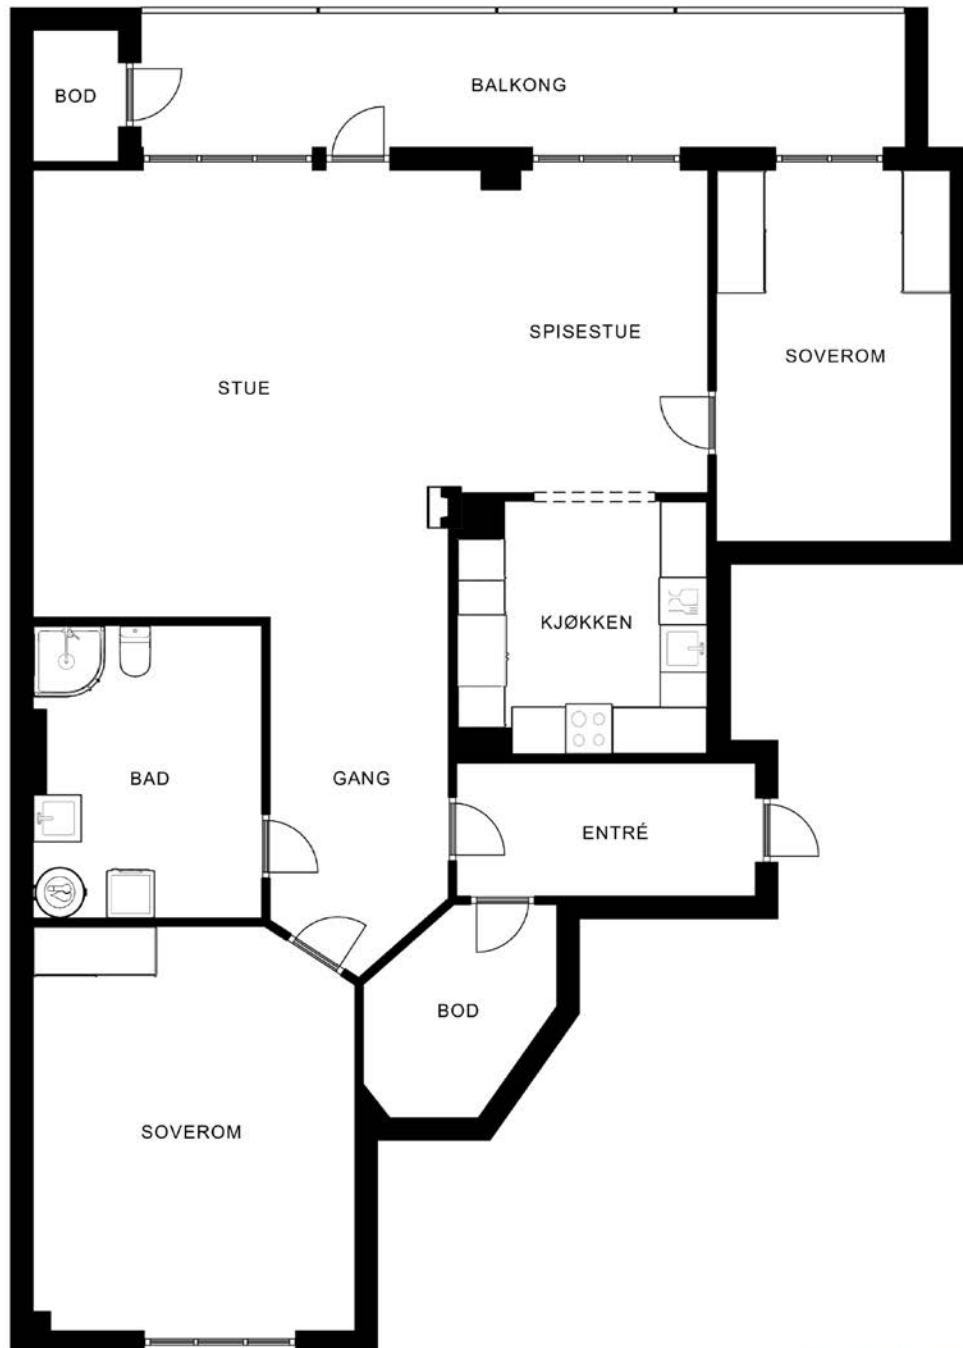 BALKONG
BOD
SPISESTUE
SOVEROM
STUE
KJØKKEN
BAD
GANG
ENTRÉ
BOD
SOVEROM